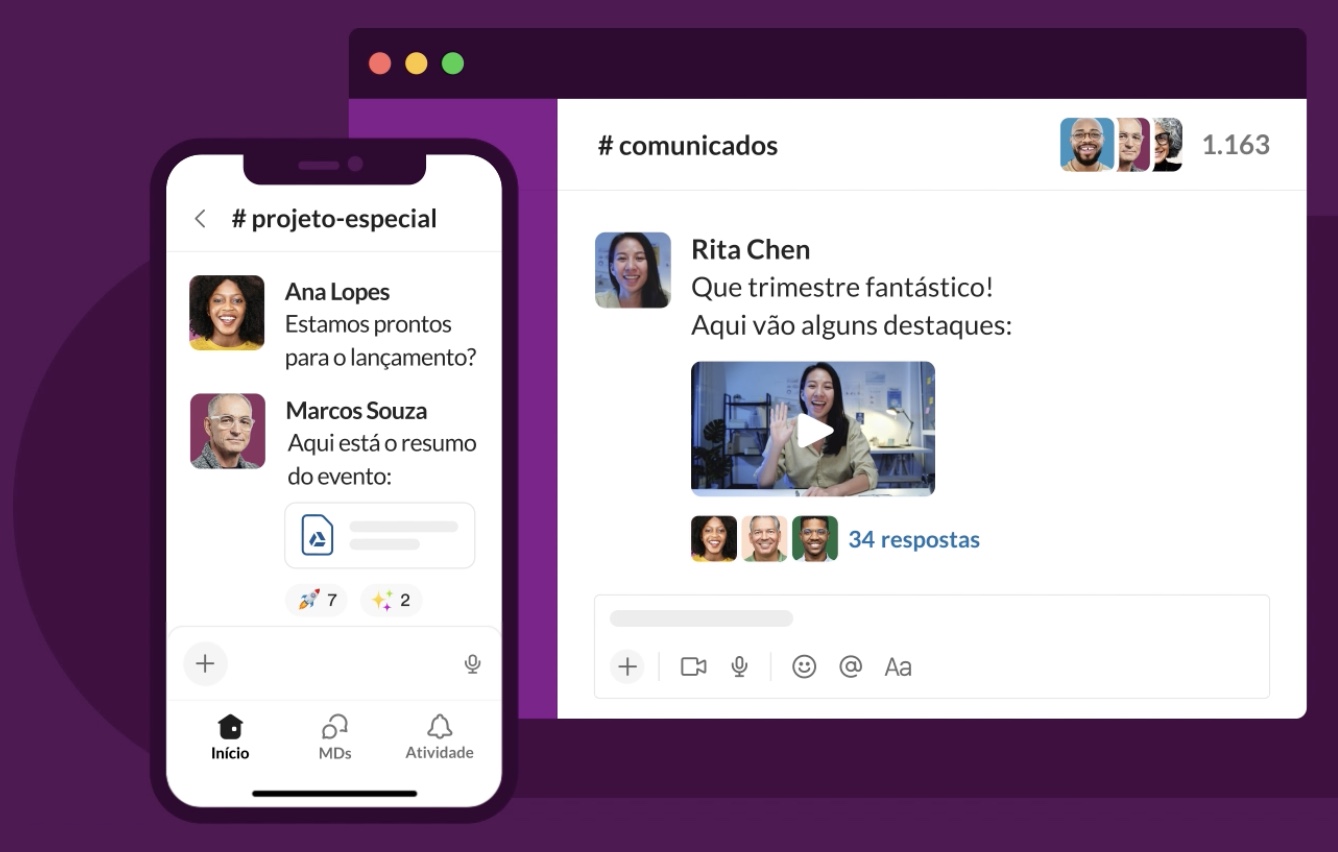 # projeto-especial
Ana Lopes
Estamos prontos
para o lançamento?
Marcos Souza
Aqui está o resumo
do evento:
7
2
Início
MDs
Atividade
# comunicados
1.163
Rita Chen
Que trimestre fantástico!
Aqui vão alguns destaques:
34 respostas
Aa